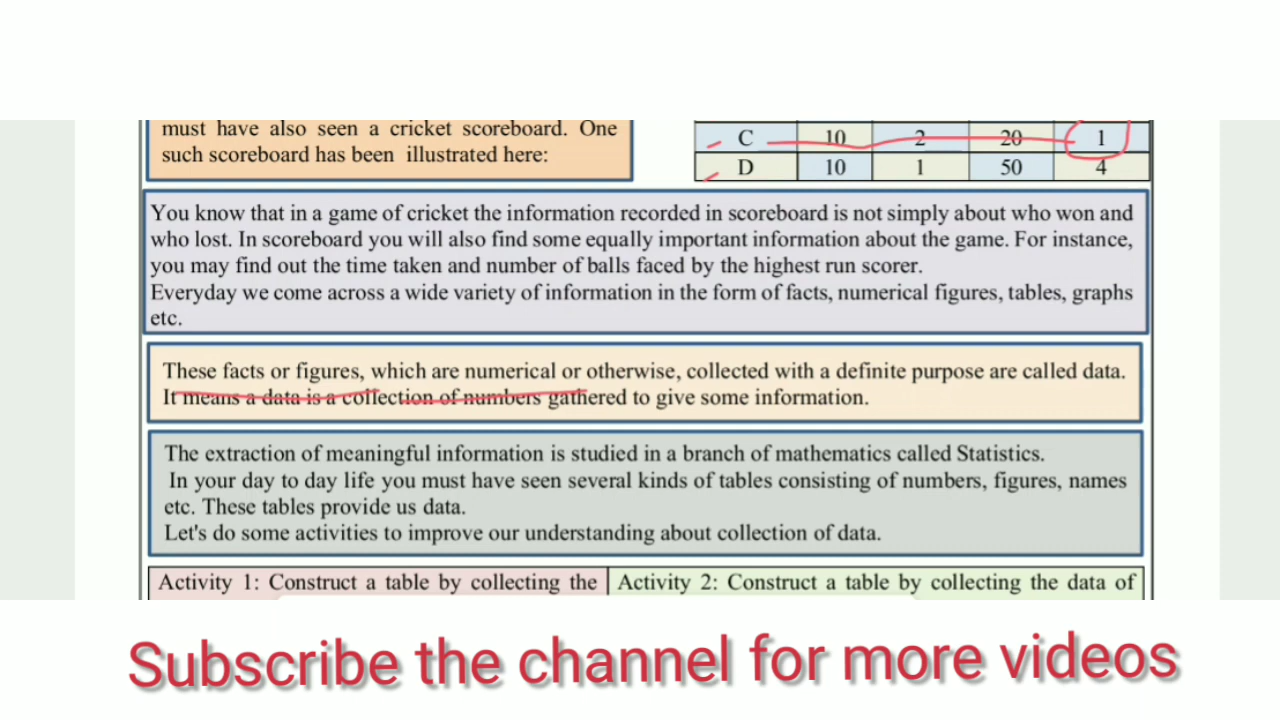 must have also seen a cricket scoreboard. One
such scoreboard has been illustrated here:
C 10 2 20 1
D 10 1 50 4
You know that in a game of cricket the information recorded in scoreboard is not simply about who won and
who lost. In scoreboard you will also find some equally important information about the game. For instance,
you may find out the time taken and number of balls faced by the highest run scorer.
Everyday we come across a wide variety of information in the form of facts, numerical figures, tables, graphs
etc.
These facts or figures, which are numerical or otherwise, collected with a definite purpose are called data.
It means a data is a collection of numbers gathered to give some information.
The extraction of meaningful information is studied in a branch of mathematics called Statistics.
In your day to day life you must have seen several kinds of tables consisting of numbers, figures, names
etc. These tables provide us data.
Let's do some activities to improve our understanding about collection of data.
Activity 1: Construct a table by collecting the
Activity 2: Construct a table by collecting the data of
Subscribe the channel for more videos